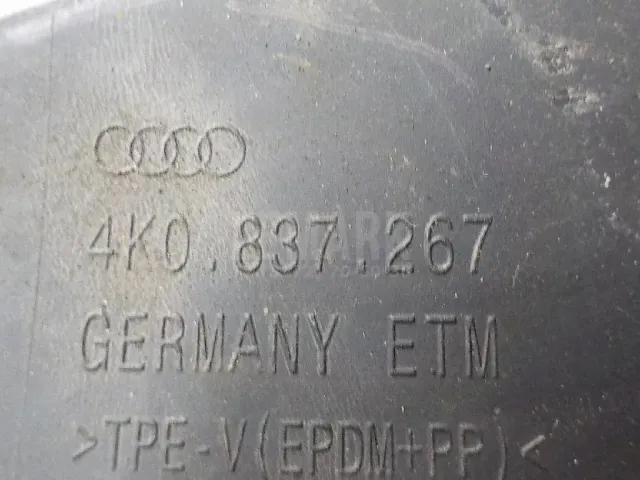 4K0.837.267
GERMANY ETM
>TPE-V(EPDM+PP)<